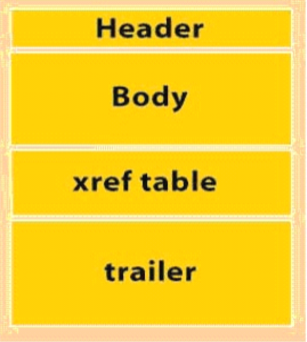 Header
Body
xref table
trailer